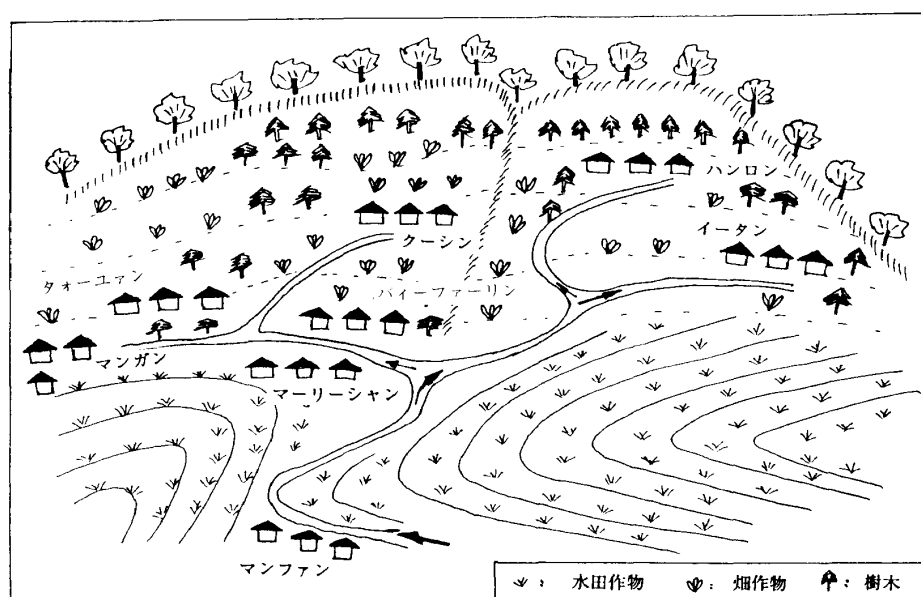 ハンロン
イータン
クーシン
タォーユァン
バィーファーリン
マンガン
マーリーシャン
マンファン
: 水田作物 : 畑作物 : 樹木